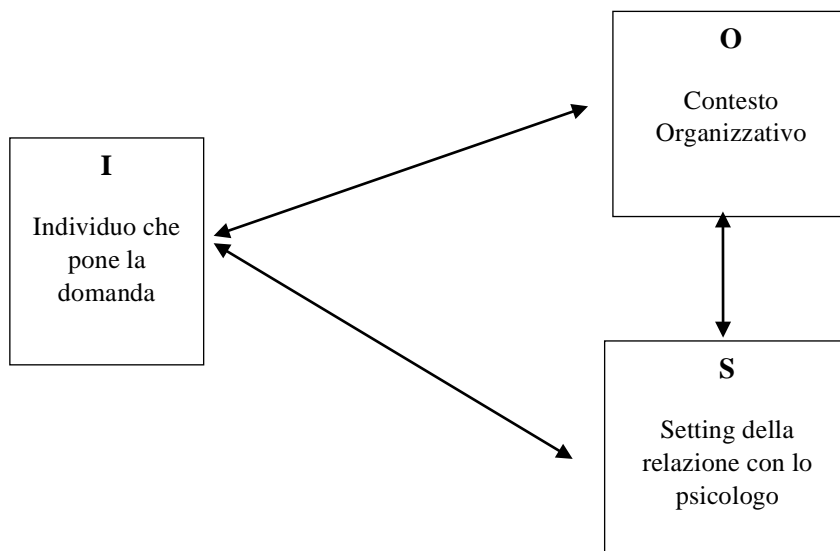 O
Contesto
Organizzativo
I
Individuo che
pone la
domanda
S
Setting della
relazione con lo
psicologo